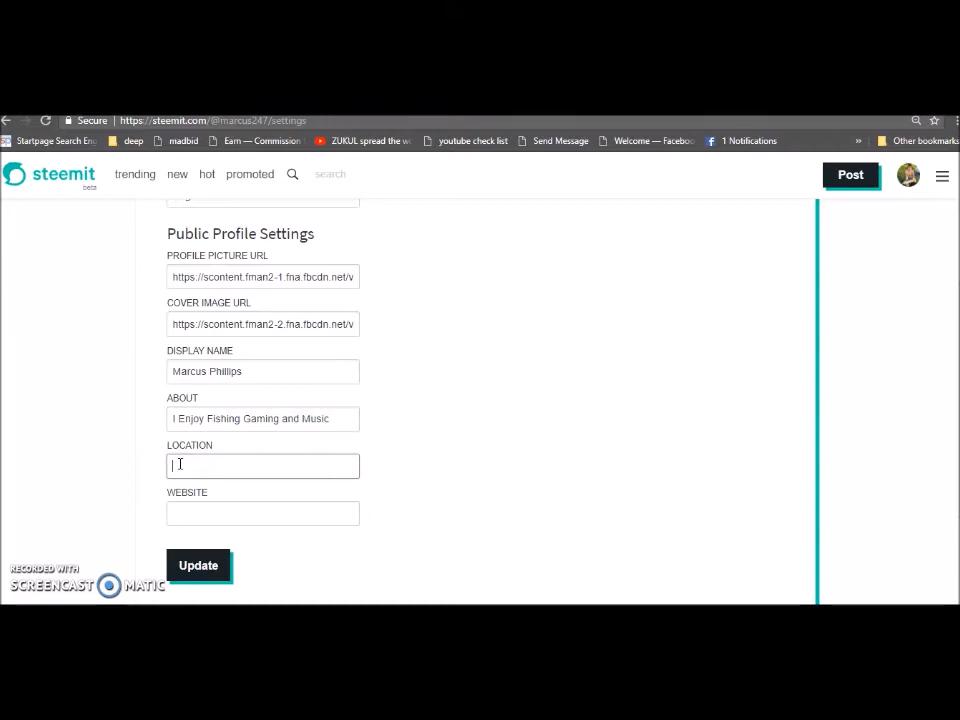 Secure https://steemit.com/@marcus247/settings
Startpage Search Eng deep madbid Earn — Commission ZUKUL spread the wo youtube check list Send Message Welcome — Faceboo 1 Notifications » Other bookmarks
steemit beta trending new hot promoted search Post
Public Profile Settings
PROFILE PICTURE URL
https://scontent.fman2-1.fna.fbcdn.net/v
COVER IMAGE URL
https://scontent.fman2-2.fna.fbcdn.net/v
DISPLAY NAME
Marcus Phillips
ABOUT
I Enjoy Fishing Gaming and Music
LOCATION
WEBSITE
Update
RECORDED WITH
SCREENCAST MATIC